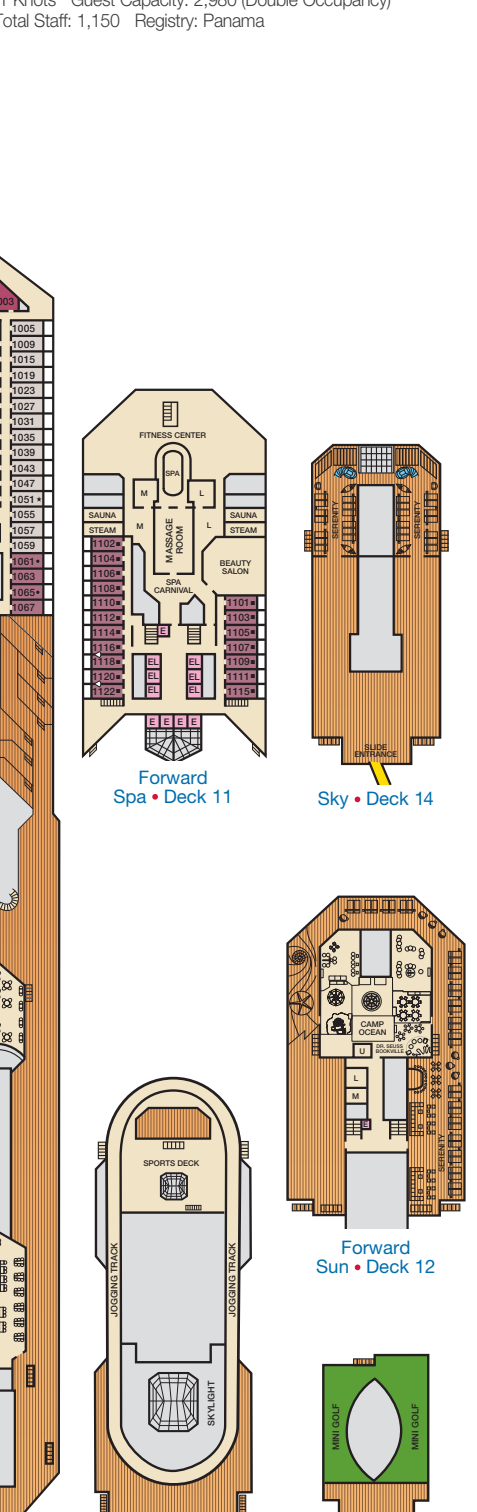 Knots Guest Capacity: 2,980 (Double Occupancy)
Total Staff: 1,150 Registry: Panama
003
1005
1009
1015
1019
1023
1027
1031
1035
1039
1043
1047
1051
1055
1057
1059
1061
1063
1065
1067
FITNESS CENTER
SPA
M
L
SAUNA
STEAM
M
L
SAUNA
STEAM
MASSAGE
ROOM
BEAUTY
SALON
SPA
CARNIVAL
1102
1104
1106
1108
1110
1112
1114
1116
1118
1120
1122
1101
1103
1105
1107
1109
1111
1115
E
EL
EL
EL
EL
EL
EL
E E E E
Forward
Spa • Deck 11
SERENITY
SERENITY
SLIDE
ENTRANCE
Sky • Deck 14
CAMP
OCEAN
U
DR. SEUSS
BOOKVILLE
L
M
E
SERENITY
Forward
Sun • Deck 12
SPORTS DECK
JOGGING TRACK
JOGGING TRACK
SKYLIGHT
MINI GOLF
MINI GOLF